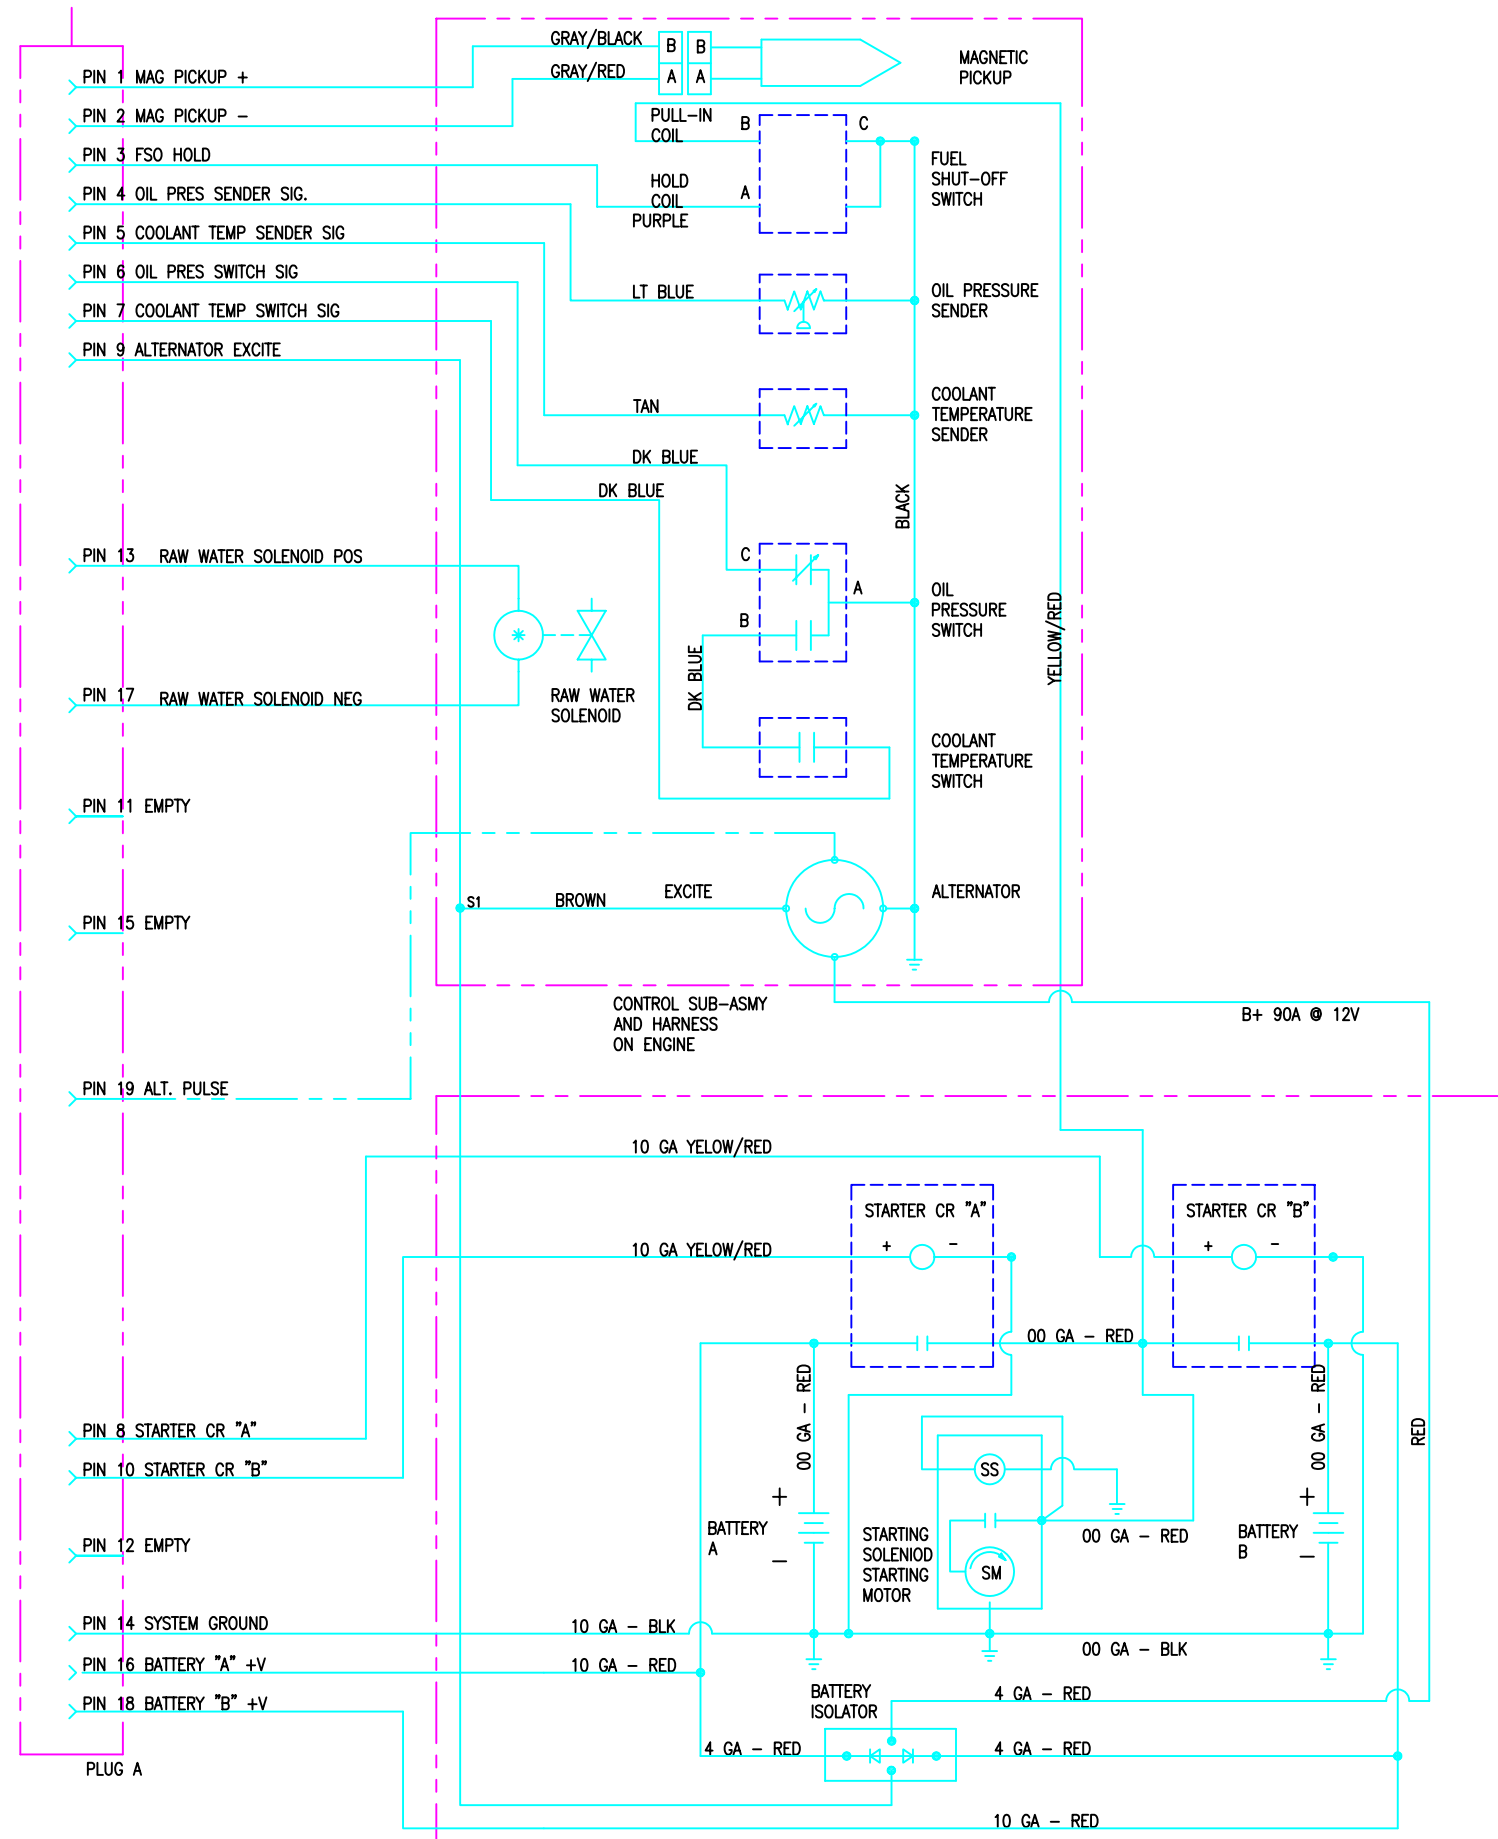 GRAY/BLACK
B
B
GRAY/RED
A
A
MAGNETIC
PICKUP
PIN 1 MAG PICKUP +
PIN 2 MAG PICKUP -
PIN 3 FSO HOLD
PIN 4 OIL PRES SENDER SIG.
PIN 5 COOLANT TEMP SENDER SIG
PIN 6 OIL PRES SWITCH SIG
PIN 7 COOLANT TEMP SWITCH SIG
PIN 9 ALTERNATOR EXCITE
PULL-IN
COIL
B
C
HOLD
COIL
PURPLE
A
FUEL
SHUT-OFF
SWITCH
LT BLUE
OIL PRESSURE
SENDER
TAN
COOLANT
TEMPERATURE
SENDER
DK BLUE
DK BLUE
BLACK
C
A
B
OIL
PRESSURE
SWITCH
YELLOW/RED
DK BLUE
PIN 13 RAW WATER SOLENOID POS
PIN 17 RAW WATER SOLENOID NEG
RAW WATER
SOLENOID
COOLANT
TEMPERATURE
SWITCH
PIN 11 EMPTY
PIN 15 EMPTY
S1
BROWN
EXCITE
ALTERNATOR
CONTROL SUB-ASMY
AND HARNESS
ON ENGINE
B+ 90A @ 12V
PIN 19 ALT. PULSE
10 GA YELOW/RED
10 GA YELOW/RED
STARTER CR "A"
+ -
STARTER CR "B"
+ -
00 GA - RED
00 GA - RED
00 GA - RED
RED
PIN 8 STARTER CR "A"
PIN 10 STARTER CR "B"
PIN 12 EMPTY
SS
+
BATTERY
A
-
STARTING
SOLENIOD
STARTING
MOTOR
SM
00 GA - RED
+
BATTERY
B
-
PIN 14 SYSTEM GROUND
10 GA - BLK
00 GA - BLK
PIN 16 BATTERY "A" +V
10 GA - RED
PIN 18 BATTERY "B" +V
BATTERY
ISOLATOR
4 GA - RED
4 GA - RED
4 GA - RED
PLUG A
10 GA - RED